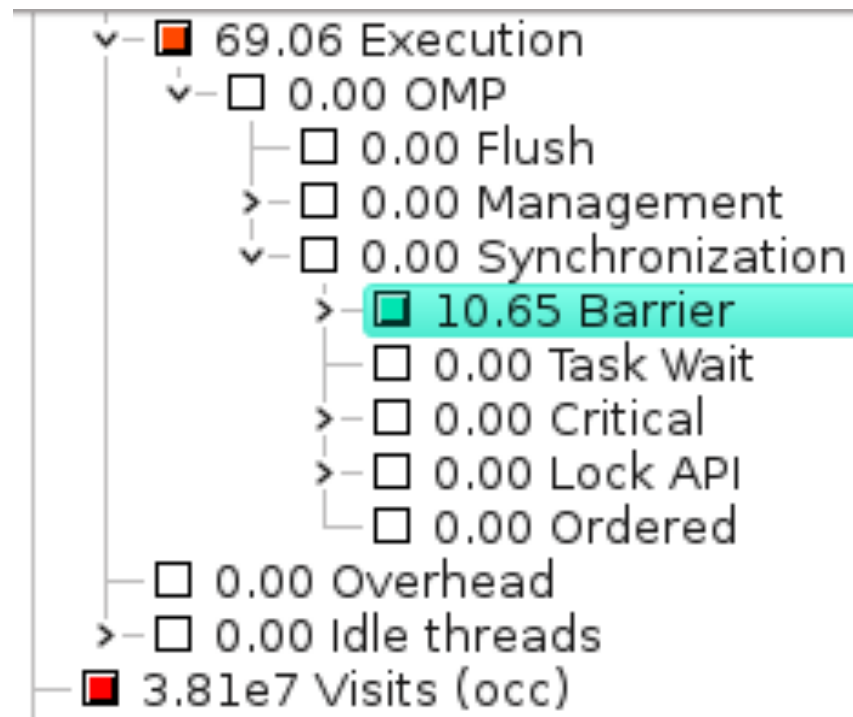 69.06 Execution
0.00 OMP
0.00 Flush
0.00 Management
0.00 Synchronization
10.65 Barrier
0.00 Task Wait
0.00 Critical
0.00 Lock API
0.00 Ordered
0.00 Overhead
0.00 Idle threads
3.81e7 Visits (occ)